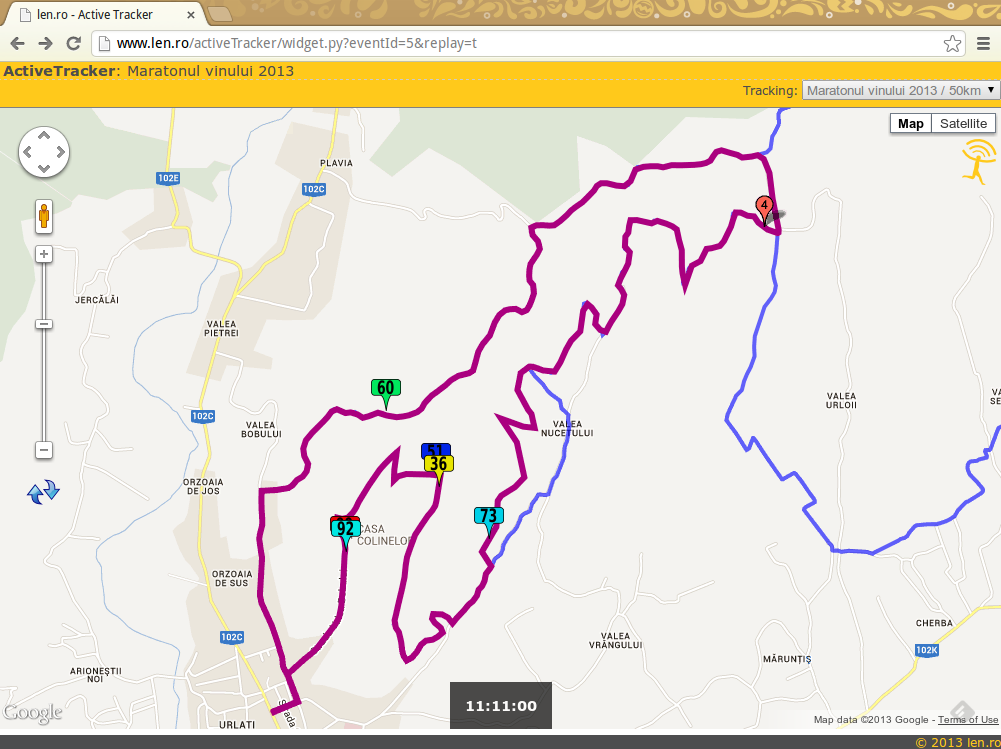 len.ro - Active Tracker
www.len.ro/activeTracker/widget.py?eventId=5&replay=t
ActiveTracker: Maratonul vinului 2013
Tracking: Maratonul vinului 2013 / 50km
Map Satellite
PLAVIA
102E
102C
4
JERCĂLĂI
VALEA
PIETREI
60
102C
VALEA
BOBULUI
VALEA
URLOII
VALEA
NUCETULUI
51
36
ORZOAIA
DE JOS
73
92
CASA
COLINELOR
ORZOAIA
DE SUS
102C
CHERBA
VALEA
VRÂNGULUI
102K
MĂRUNȚIȘ
ARIONEȘTII
NOI
Strada
URLATI
11:11:00
Google
Map data ©2013 Google - Terms of Use
© 2013 len.ro